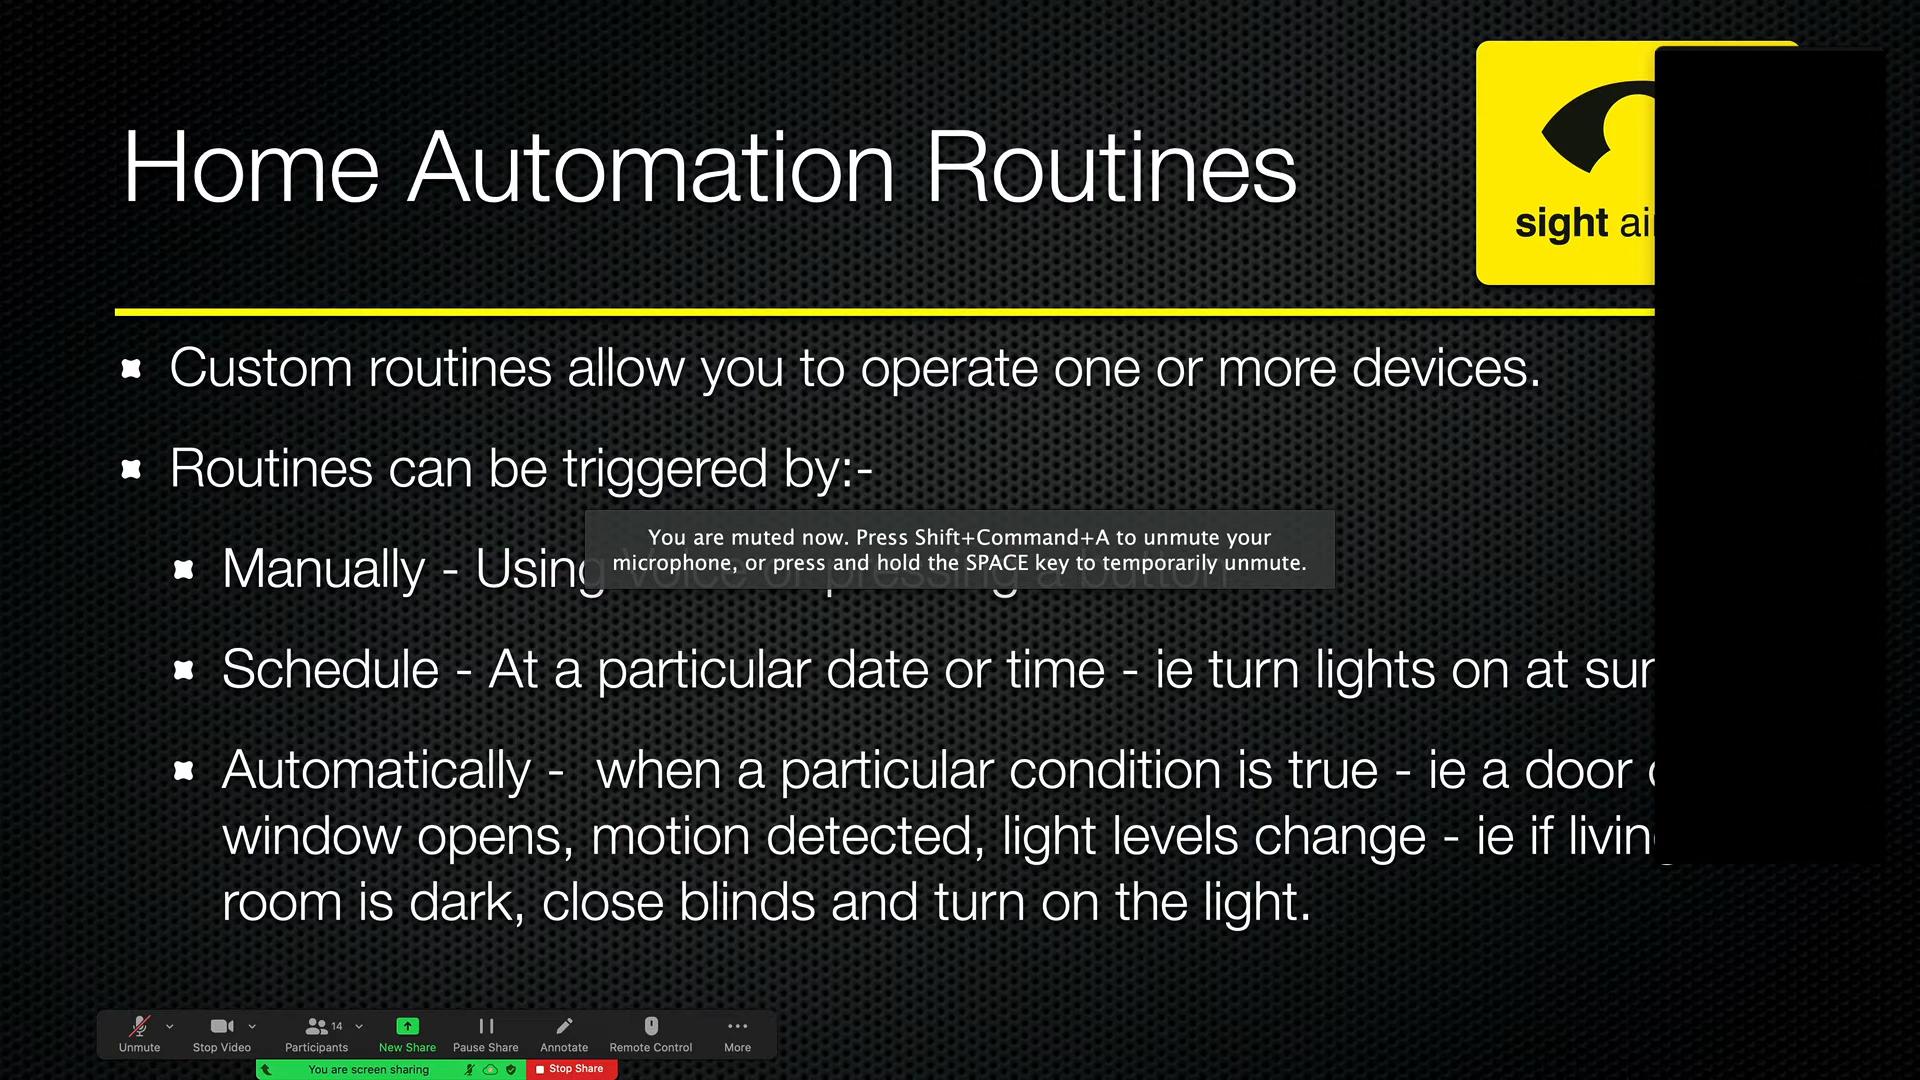 Home Automation Routines
sight
Custom routines allow you to operate one or more devices.
Routines can be triggered by:-
You are muted now. Press Shift+Command+A to unmute your
microphone, or press and hold the SPACE key to temporarily unmute.
Manually - Using Voice or pressing a button
Schedule - At a particular date or time - ie turn lights on at
Automatically - when a particular condition is true - ie a door
window opens, motion detected, light levels change - ie if
room is dark, close blinds and turn on the light.
14
Unmute Stop Video Participants New Share Pause Share Annotate Remote Control More
You are screen sharing Stop Share